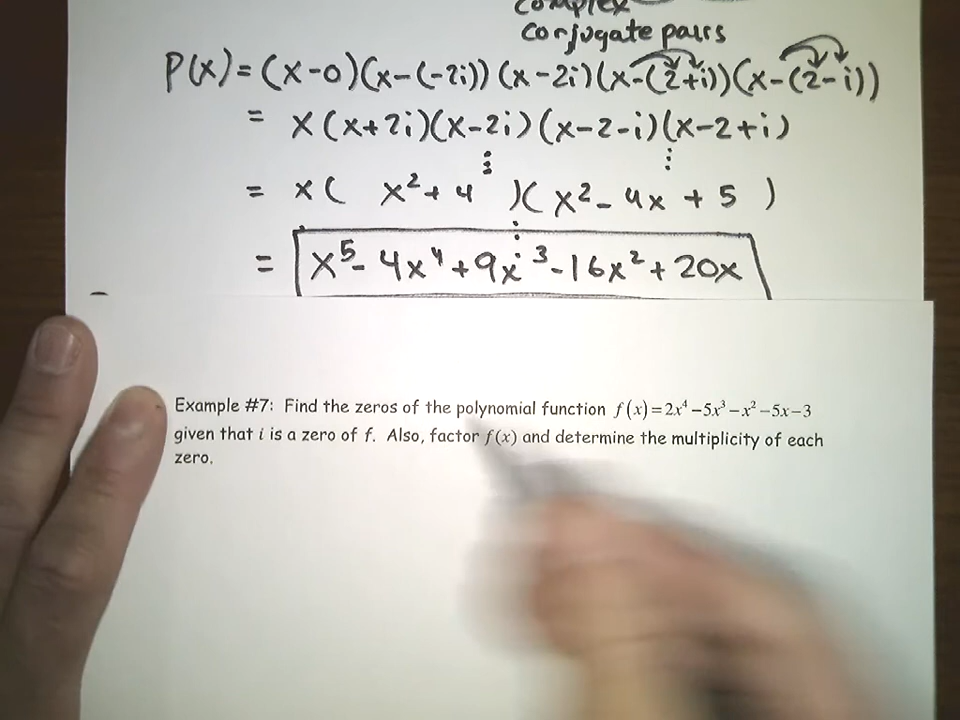 complex
conjugate pairs
P(x) = (x-0)(x-(-2i))(x-2i)(x-(2+i))(x-(2-i))
= x(x+2i)(x-2i)(x-2-i)(x-2+i)
= x( x²+4 )( x²-4x+5 )
= x⁵-4x⁴+9x³-16x²+20x
Example #7: Find the zeros of the polynomial function f(x)=2x⁴-5x³-x²-5x-3
given that i is a zero of f. Also, factor f(x) and determine the multiplicity of each
zero.